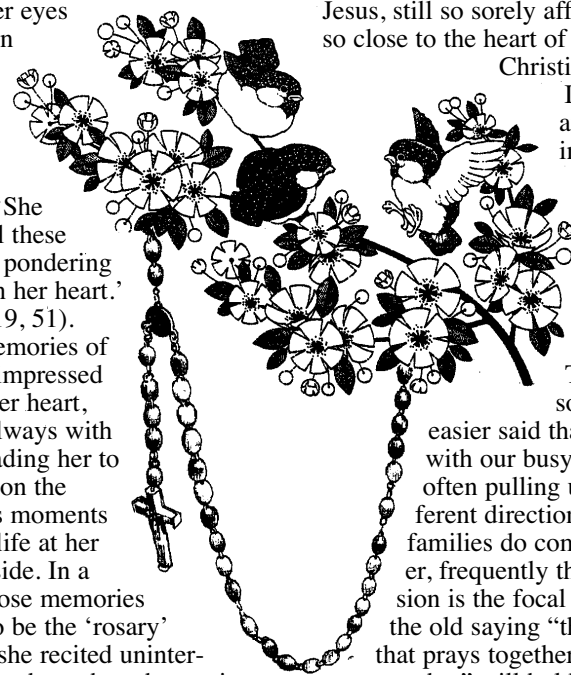 er eyes
n
‘She
l these
pondering
n her heart.’
19, 51).
emories of
impressed
er heart,
lways with
ading her to
on the
s moments
life at her
side. In a
ose memories
o be the ‘rosary’
she recited uninter-
Jesus, still so sorely aff
so close to the heart of
Christi
a
in
T
so
easier said tha
with our busy
often pulling u
ferent direction
families do con
er, frequently th
sion is the focal
the old saying “th
that prays together